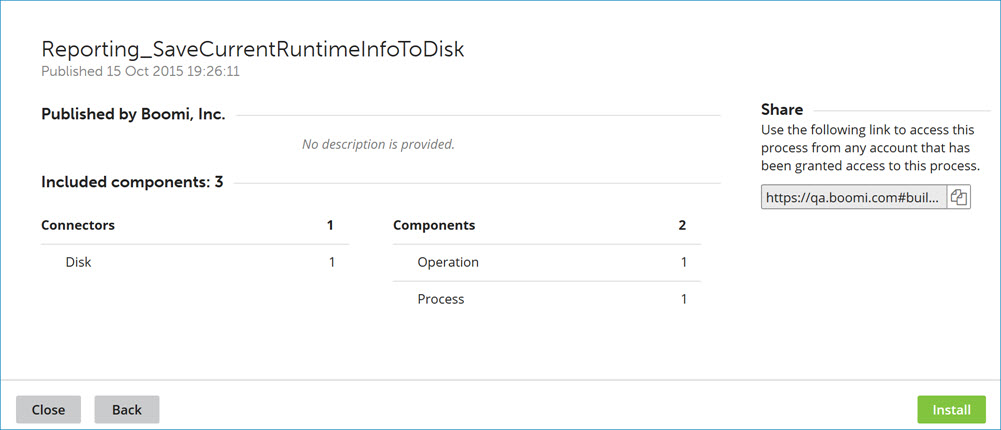 Reporting_SaveCurrentRuntimeInfoToDisk
Published 15 Oct 2015 19:26:11
Published by Boomi, Inc.
No description is provided.
Included components: 3
Connectors 1
Disk 1
Components 2
Operation 1
Process 1
Share
Use the following link to access this
process from any account that has
been granted access to this process.
https://qa.boomi.com#buil...
Close
Back
Install